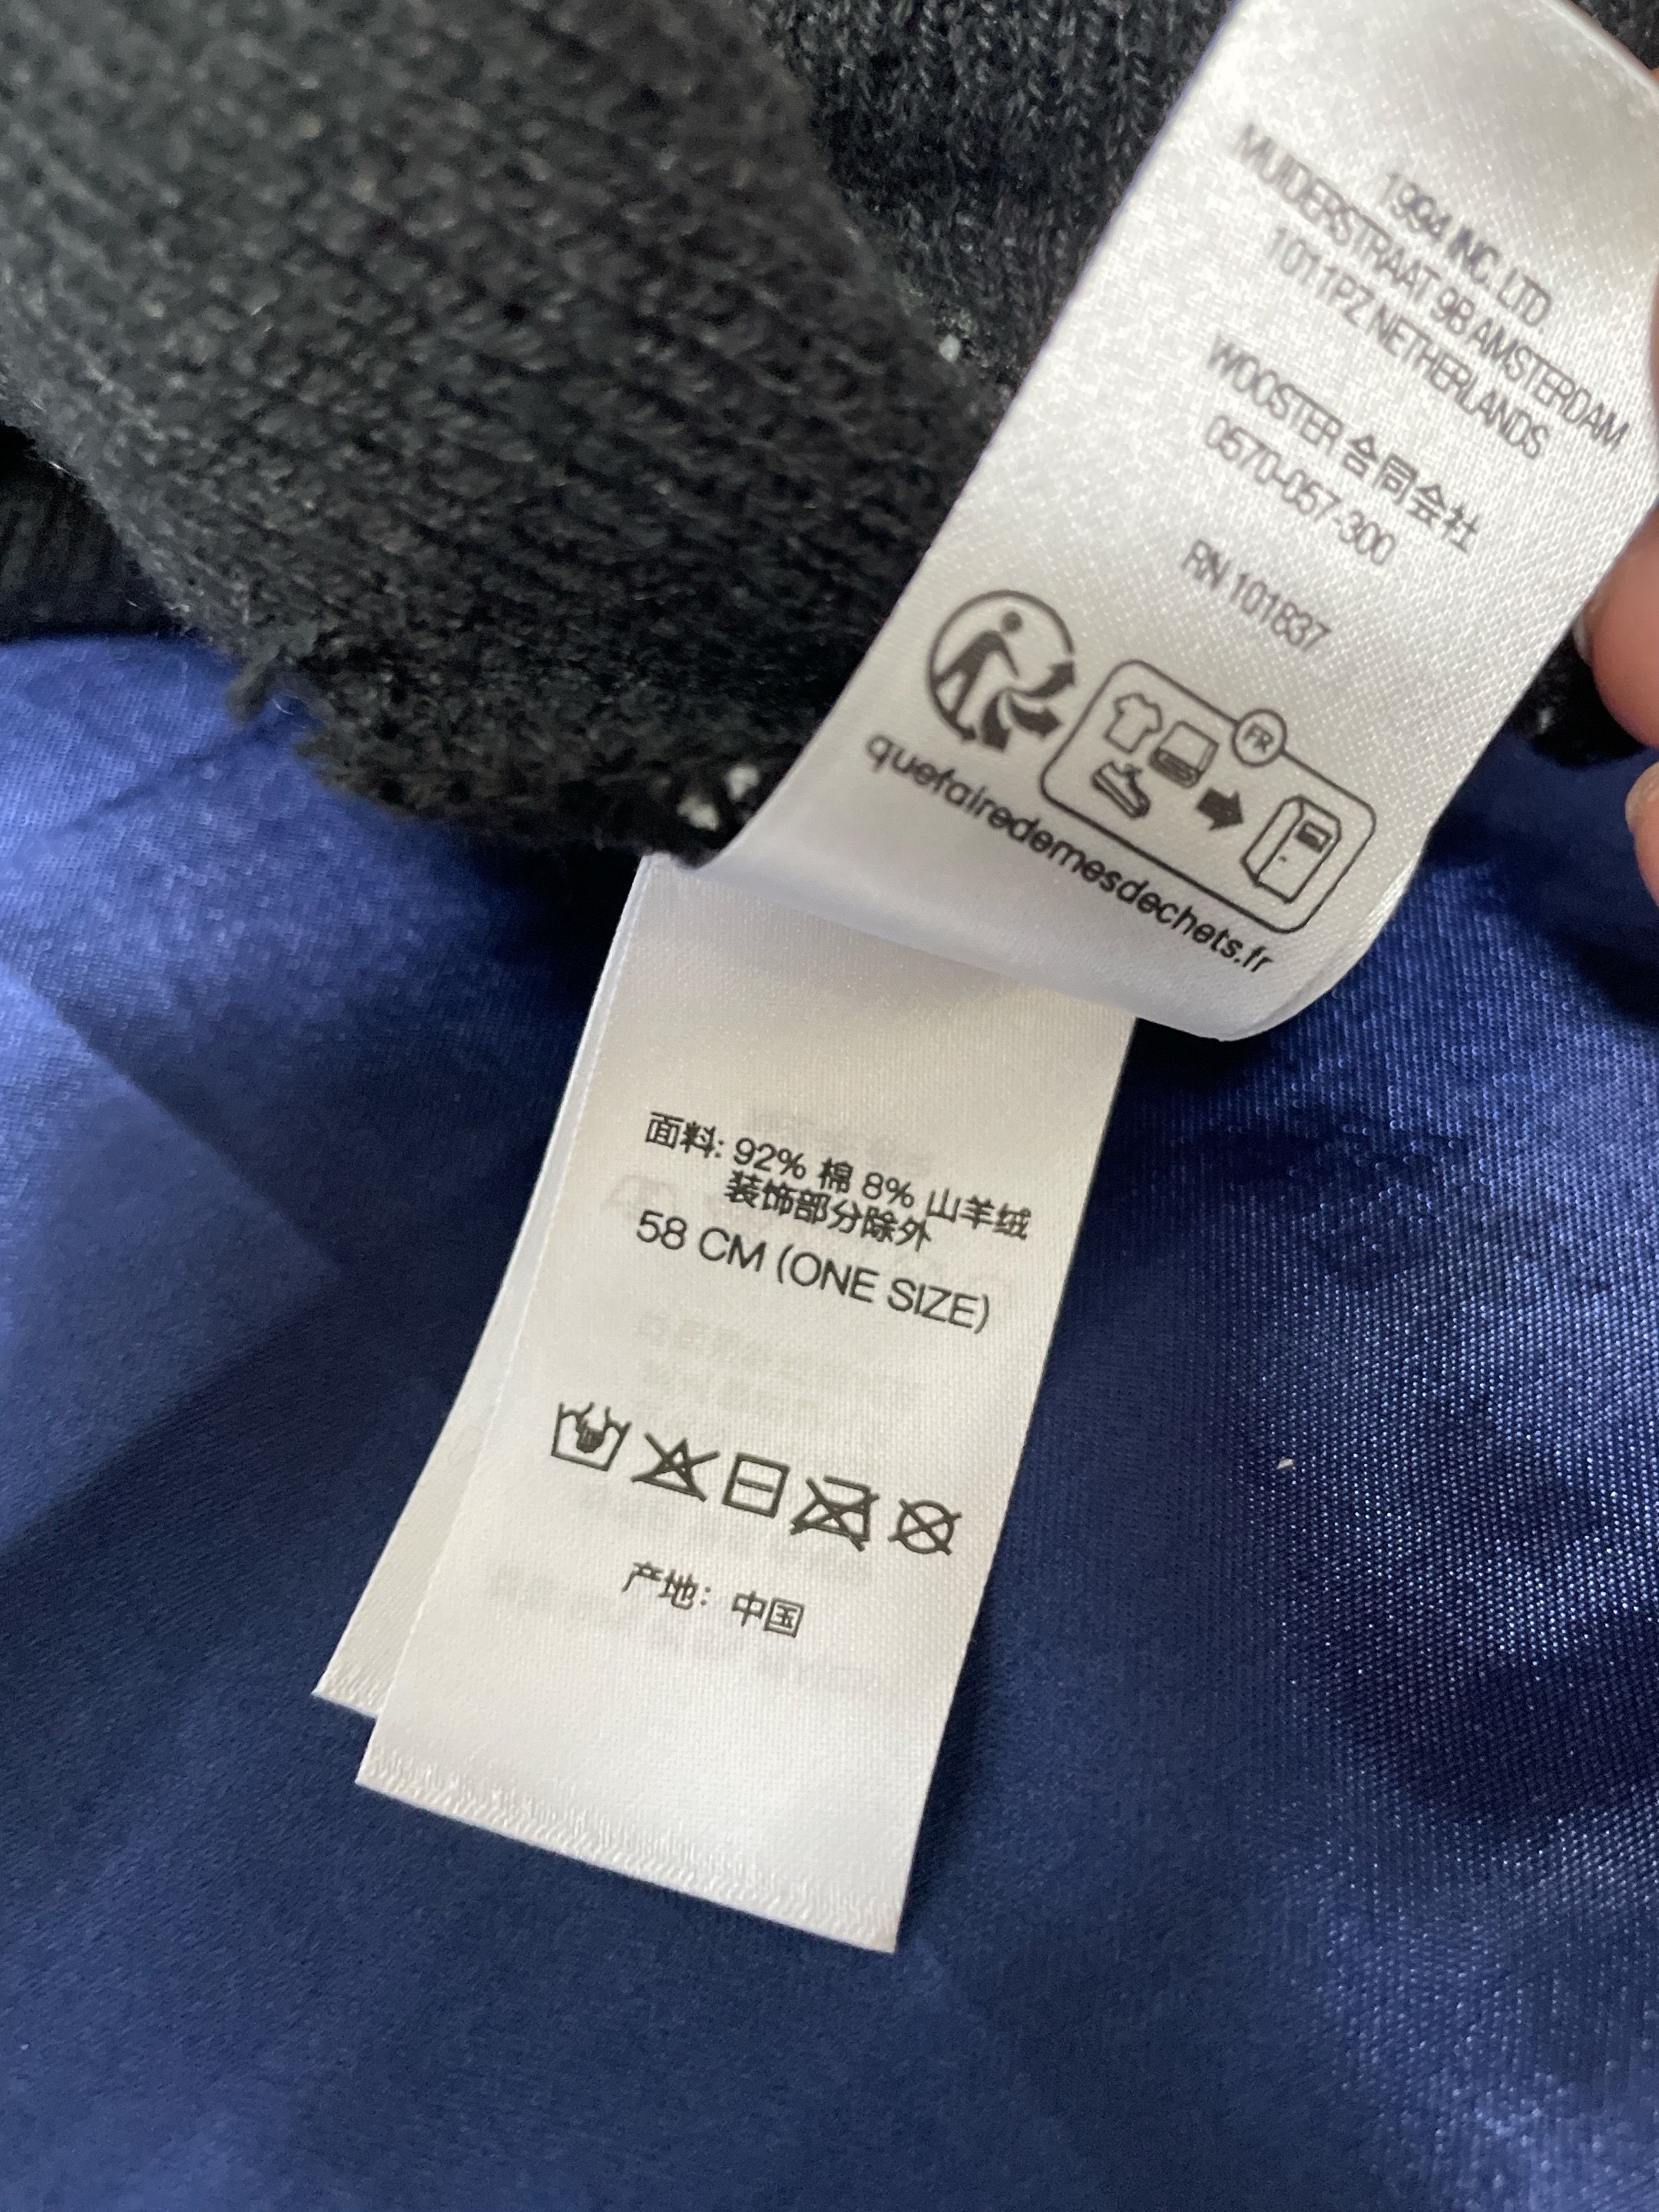 1994 INC. LTD.
MUIDERSTRAAT 9B AMSTERDAM
1011PZ NETHERLANDS
WOOSTER 合同会社
0570-057-300
RN 101837
FR
quefairedemesdechets.fr
面料: 92% 棉 8% 山羊绒
装饰部分除外
58 CM (ONE SIZE)
产地: 中国